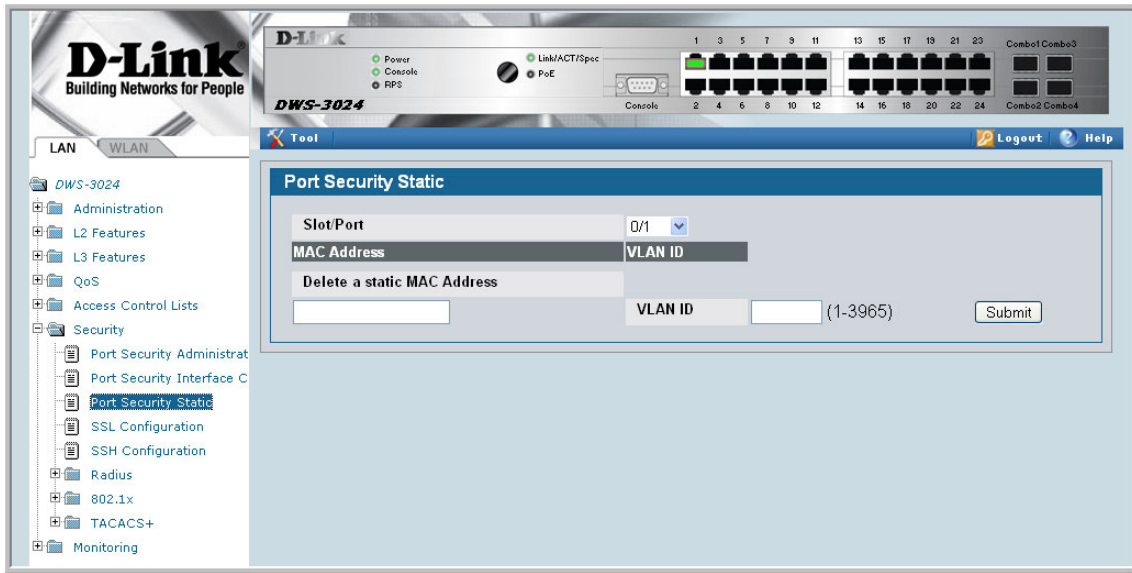 D-Link
Building Networks for People
D-Link
Power
Console
RPS
Link/ACT/Spec
PoE
DWS-3024
Console
1 3 5 7 9 11 13 15 17 19 21 23
2 4 6 8 10 12 14 16 18 20 22 24
Combo1 Combo3
Combo2 Combo4
LAN WLAN
Tool
Logout Help
DWS-3024
Administration
L2 Features
L3 Features
QoS
Access Control Lists
Security
Port Security Administrat
Port Security Interface C
Port Security Static
SSL Configuration
SSH Configuration
Radius
802.1x
TACACS+
Monitoring
Port Security Static
Slot/Port 0/1
MAC Address VLAN ID
Delete a static MAC Address
VLAN ID (1-3965) Submit